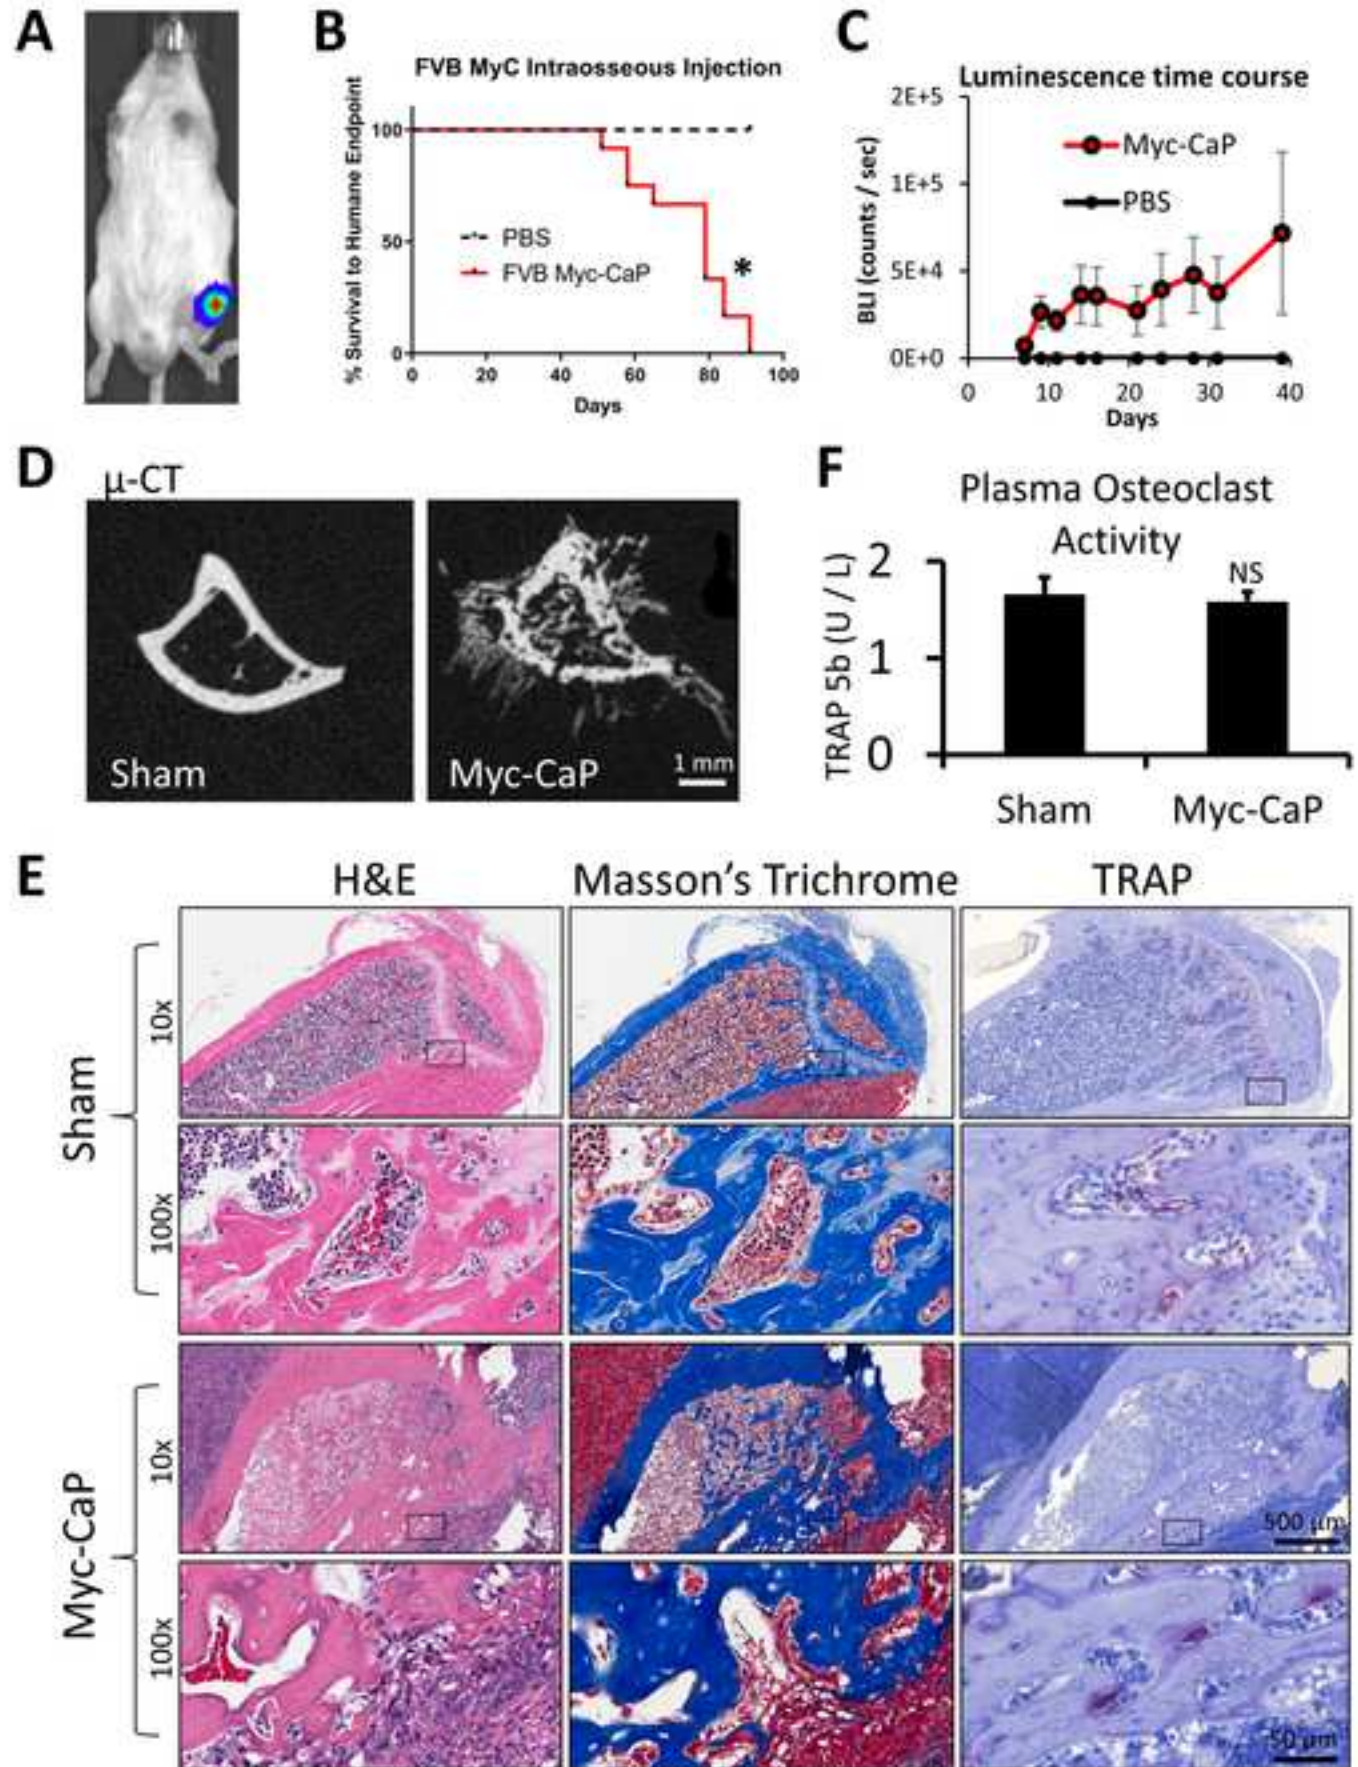 A
B
FVB MyC Intraosseous Injection
% Survival to Humane Endpoint
100
50
0
PBS
FVB Myc-CaP
*
0 20 40 60 80 100
Days
C
Luminescence time course
BLI (counts / sec)
2E+5
1E+5
5E+4
0E+0
Myc-CaP
PBS
0 10 20 30 40
Days
D
µ-CT
Sham
Myc-CaP
1 mm
F
Plasma Osteoclast
Activity
TRAP 5b (U / L)
2
1
0
NS
Sham Myc-CaP
E
H&E Masson's Trichrome TRAP
Sham
10x
100x
Myc-CaP
10x
500 µm
100x
50 µm